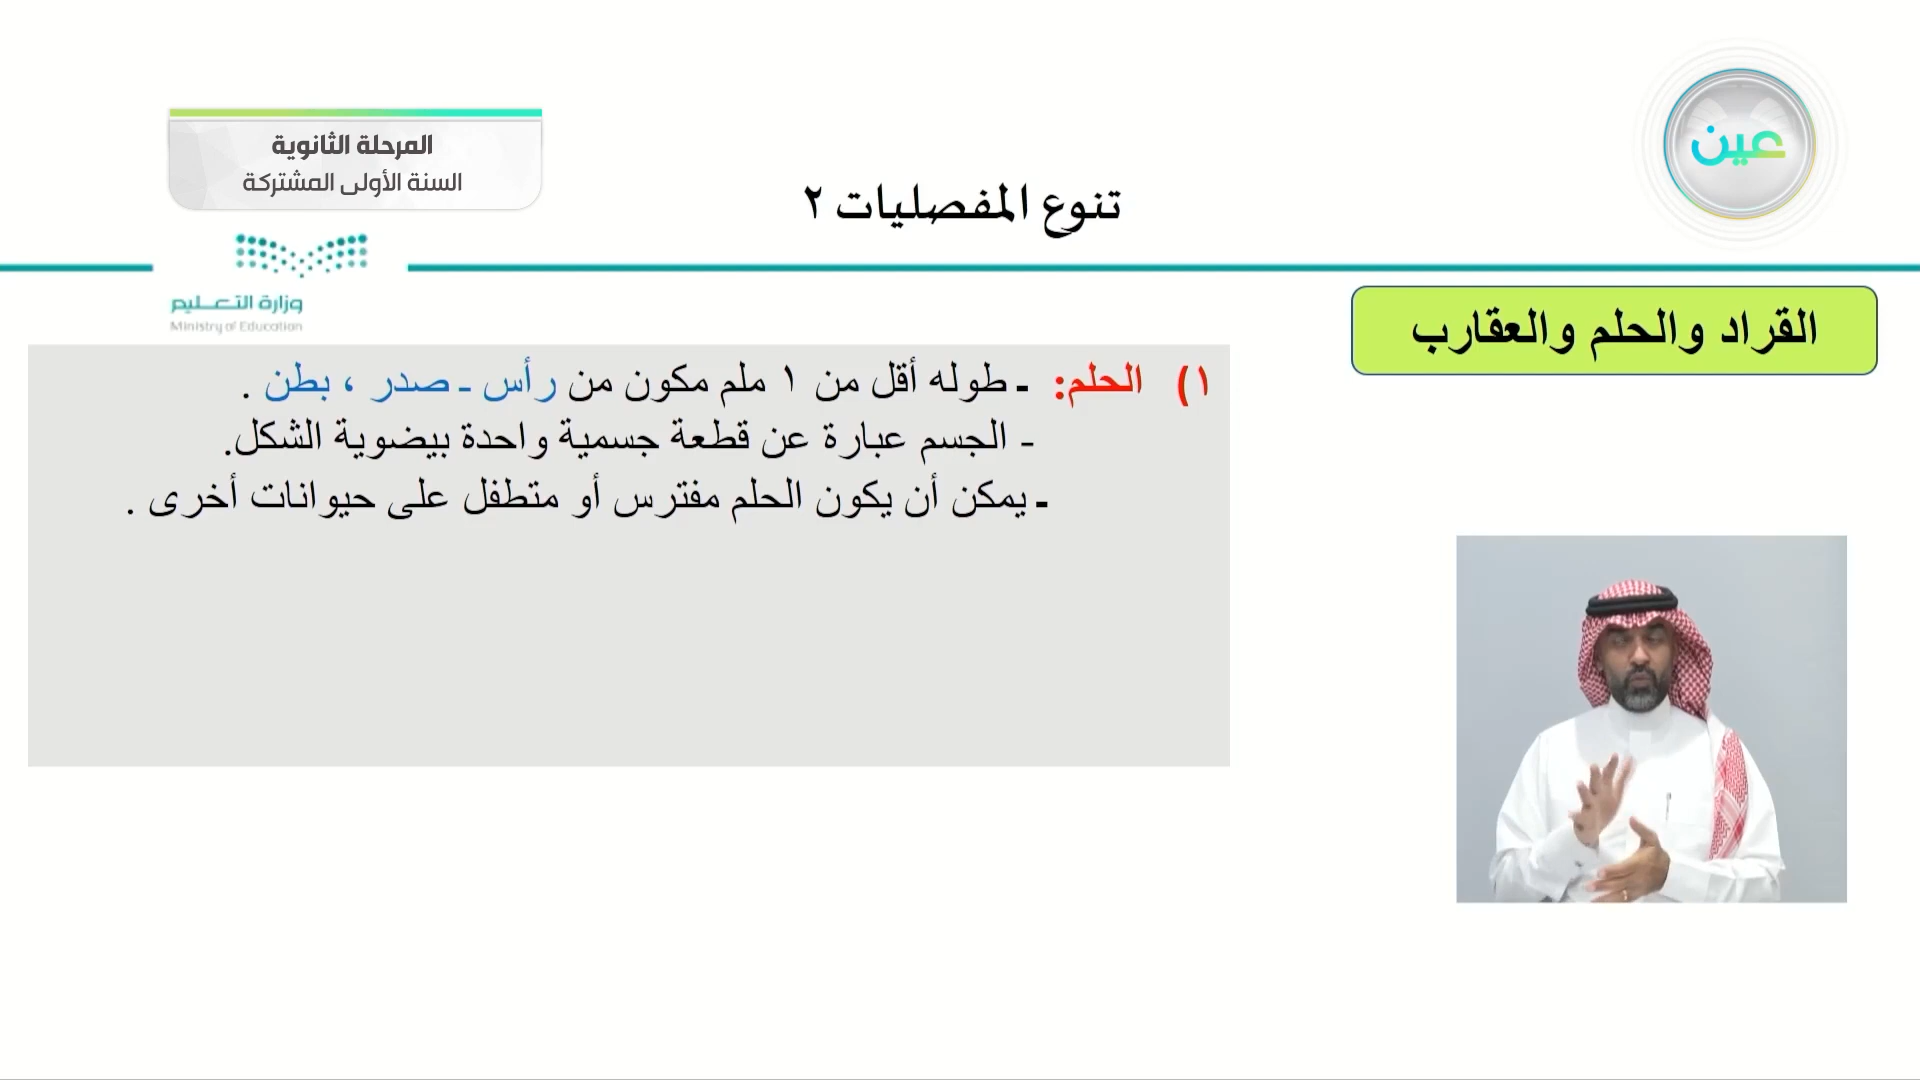 المرحلة الثانوية
السنة الأولى المشتركة
عين
تنوع المفصليات ٢
وزارة التعليم
Ministry of Education
القراد والحلم والعقارب
١) الحلم: ـ طوله أقل من ١ ملم مكون من رأس ـ صدر ، بطن .
- الجسم عبارة عن قطعة جسمية واحدة بيضوية الشكل.
ـ يمكن أن يكون الحلم مفترس أو متطفل على حيوانات أخرى .